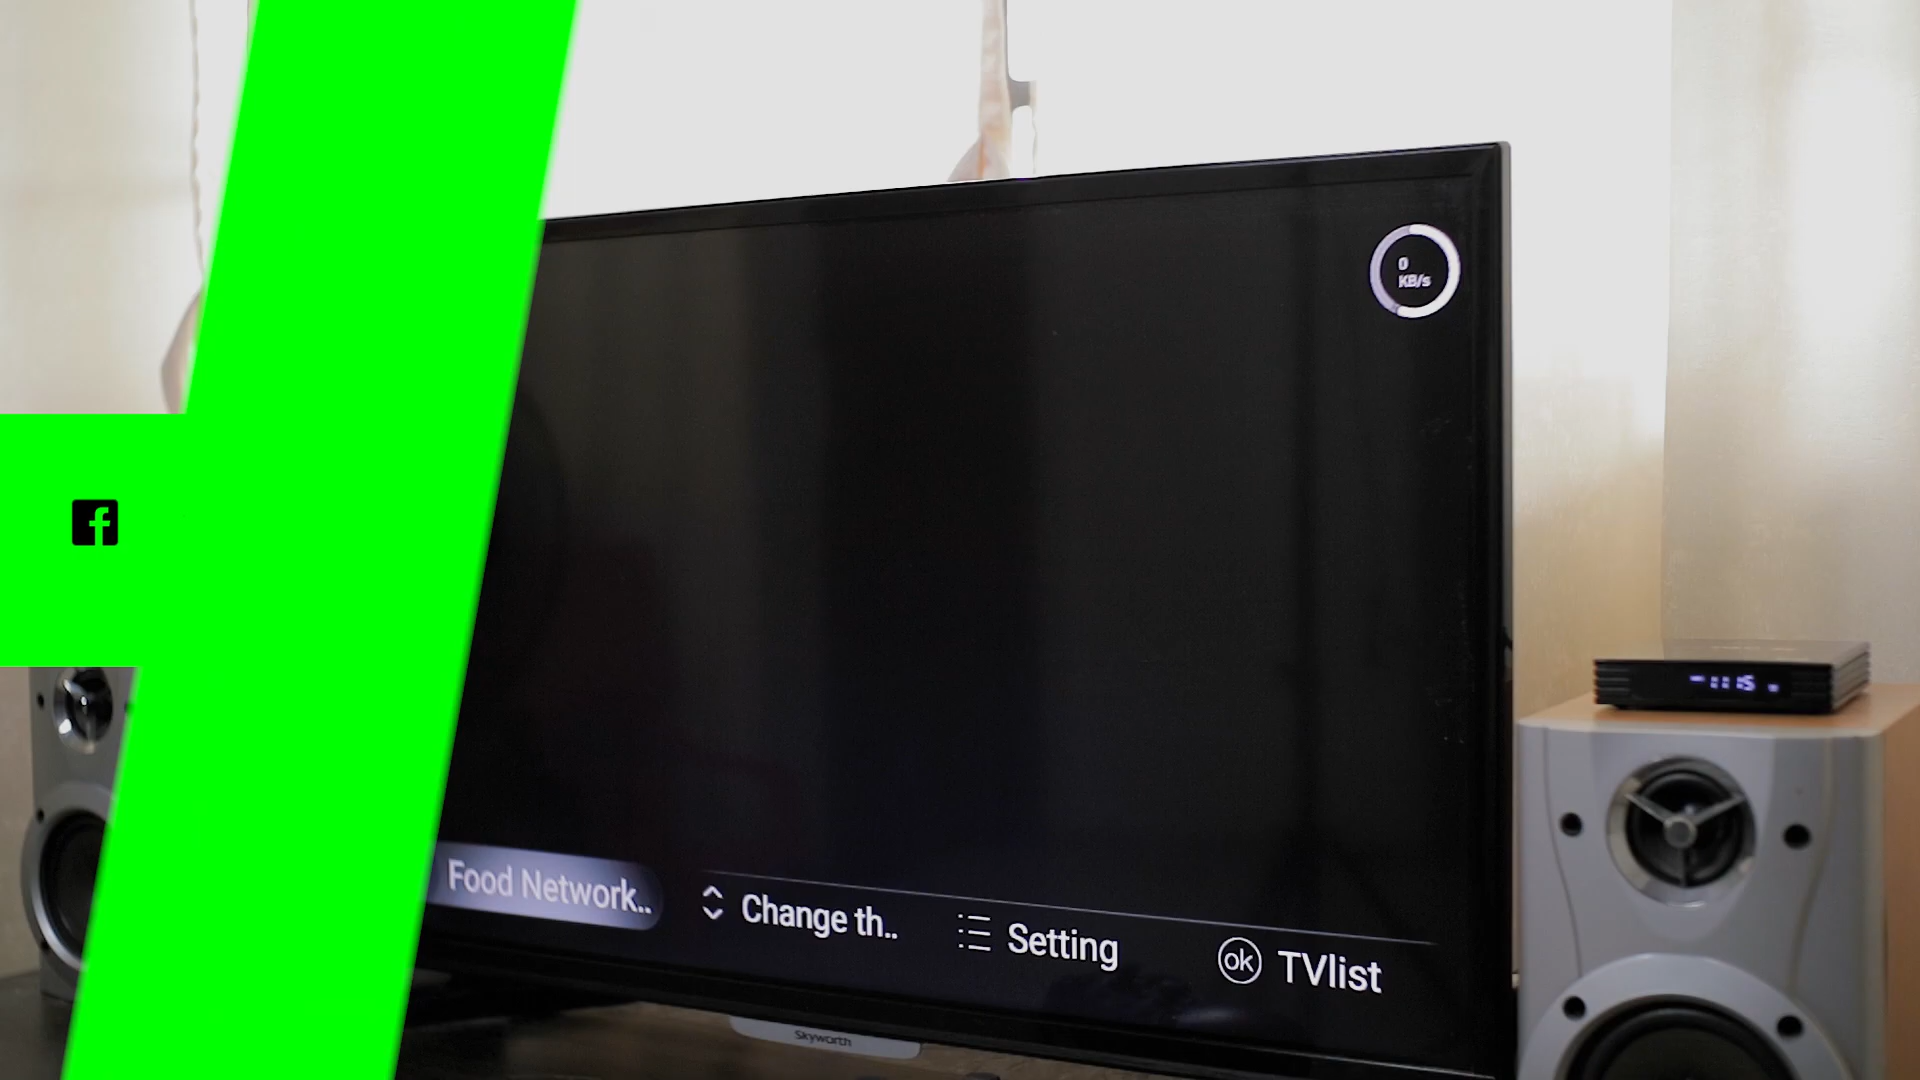 0
KB/s
Food Network..
Change th..
Setting
ok
TVlist
Skyworth